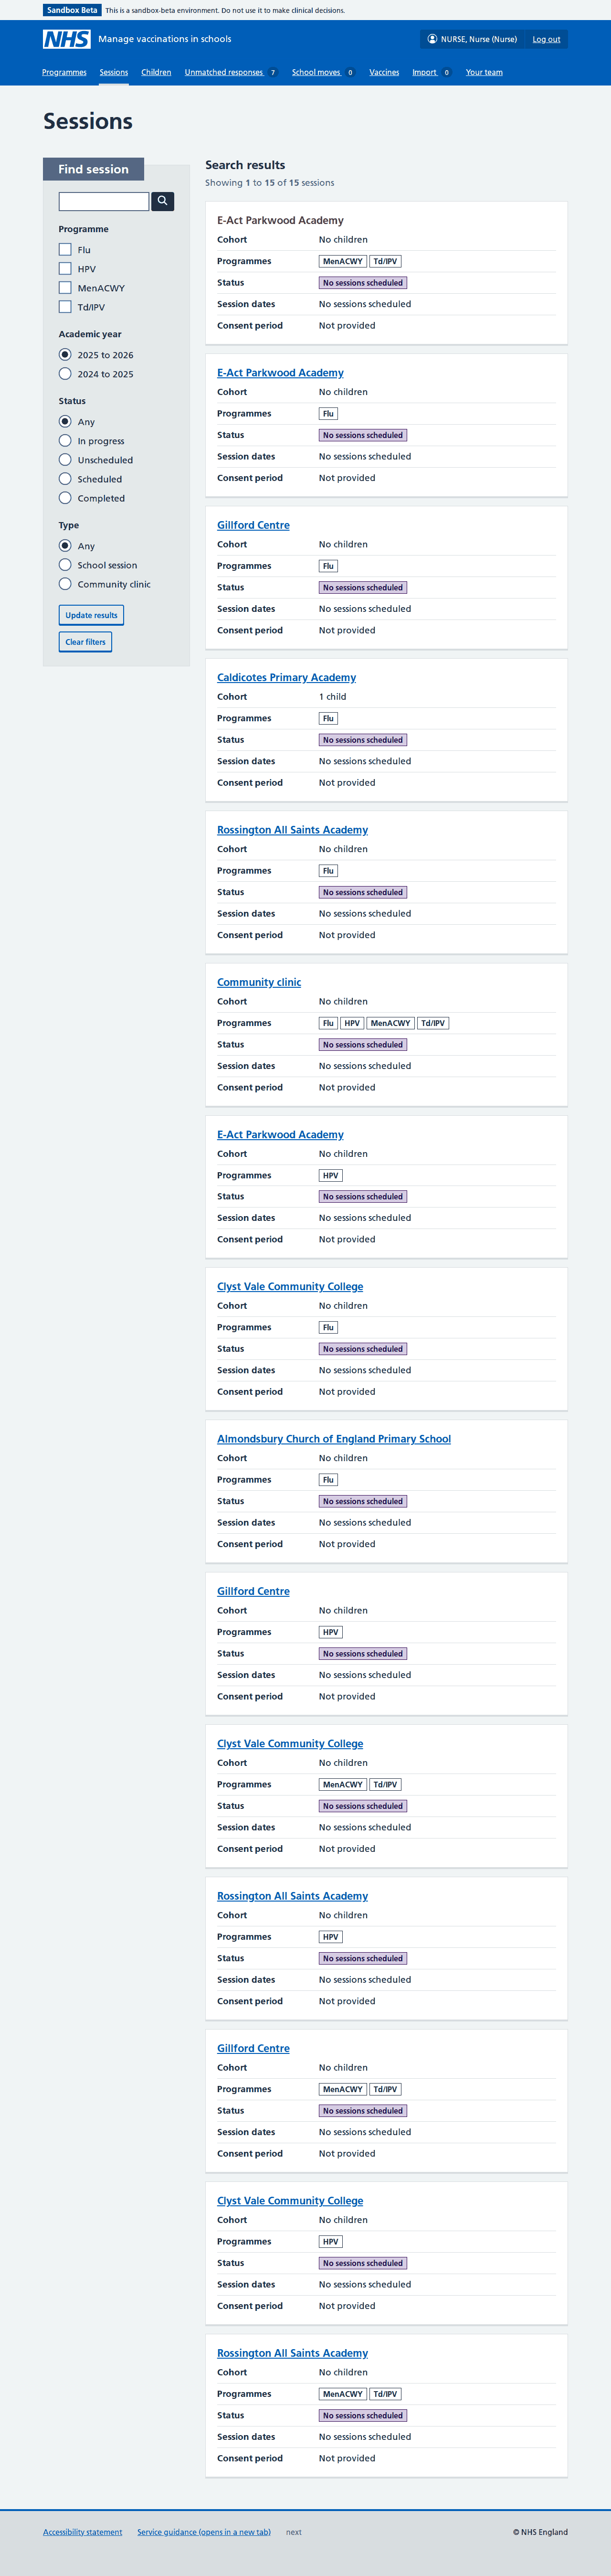 Sandbox Beta This is a sandbox-beta environment. Do not use it to make clinical decisions.
NHS Manage vaccinations in schools NURSE, Nurse (Nurse) Log out
Programmes Sessions Children Unmatched responses 7 School moves 0 Vaccines Import 0 Your team
Sessions
Find session
Programme
Flu
HPV
MenACWY
Td/IPV
Academic year
2025 to 2026
2024 to 2025
Status
Any
In progress
Unscheduled
Scheduled
Completed
Type
Any
School session
Community clinic
Update results
Clear filters
Search results
Showing 1 to 15 of 15 sessions
E-Act Parkwood Academy
Cohort No children
Programmes MenACWY Td/IPV
Status No sessions scheduled
Session dates No sessions scheduled
Consent period Not provided
E-Act Parkwood Academy
Cohort No children
Programmes Flu
Status No sessions scheduled
Session dates No sessions scheduled
Consent period Not provided
Gillford Centre
Cohort No children
Programmes Flu
Status No sessions scheduled
Session dates No sessions scheduled
Consent period Not provided
Caldicotes Primary Academy
Cohort 1 child
Programmes Flu
Status No sessions scheduled
Session dates No sessions scheduled
Consent period Not provided
Rossington All Saints Academy
Cohort No children
Programmes Flu
Status No sessions scheduled
Session dates No sessions scheduled
Consent period Not provided
Community clinic
Cohort No children
Programmes Flu HPV MenACWY Td/IPV
Status No sessions scheduled
Session dates No sessions scheduled
Consent period Not provided
E-Act Parkwood Academy
Cohort No children
Programmes HPV
Status No sessions scheduled
Session dates No sessions scheduled
Consent period Not provided
Clyst Vale Community College
Cohort No children
Programmes Flu
Status No sessions scheduled
Session dates No sessions scheduled
Consent period Not provided
Almondsbury Church of England Primary School
Cohort No children
Programmes Flu
Status No sessions scheduled
Session dates No sessions scheduled
Consent period Not provided
Gillford Centre
Cohort No children
Programmes HPV
Status No sessions scheduled
Session dates No sessions scheduled
Consent period Not provided
Clyst Vale Community College
Cohort No children
Programmes MenACWY Td/IPV
Status No sessions scheduled
Session dates No sessions scheduled
Consent period Not provided
Rossington All Saints Academy
Cohort No children
Programmes HPV
Status No sessions scheduled
Session dates No sessions scheduled
Consent period Not provided
Gillford Centre
Cohort No children
Programmes MenACWY Td/IPV
Status No sessions scheduled
Session dates No sessions scheduled
Consent period Not provided
Clyst Vale Community College
Cohort No children
Programmes HPV
Status No sessions scheduled
Session dates No sessions scheduled
Consent period Not provided
Rossington All Saints Academy
Cohort No children
Programmes MenACWY Td/IPV
Status No sessions scheduled
Session dates No sessions scheduled
Consent period Not provided
Accessibility statement Service guidance (opens in a new tab) next © NHS England